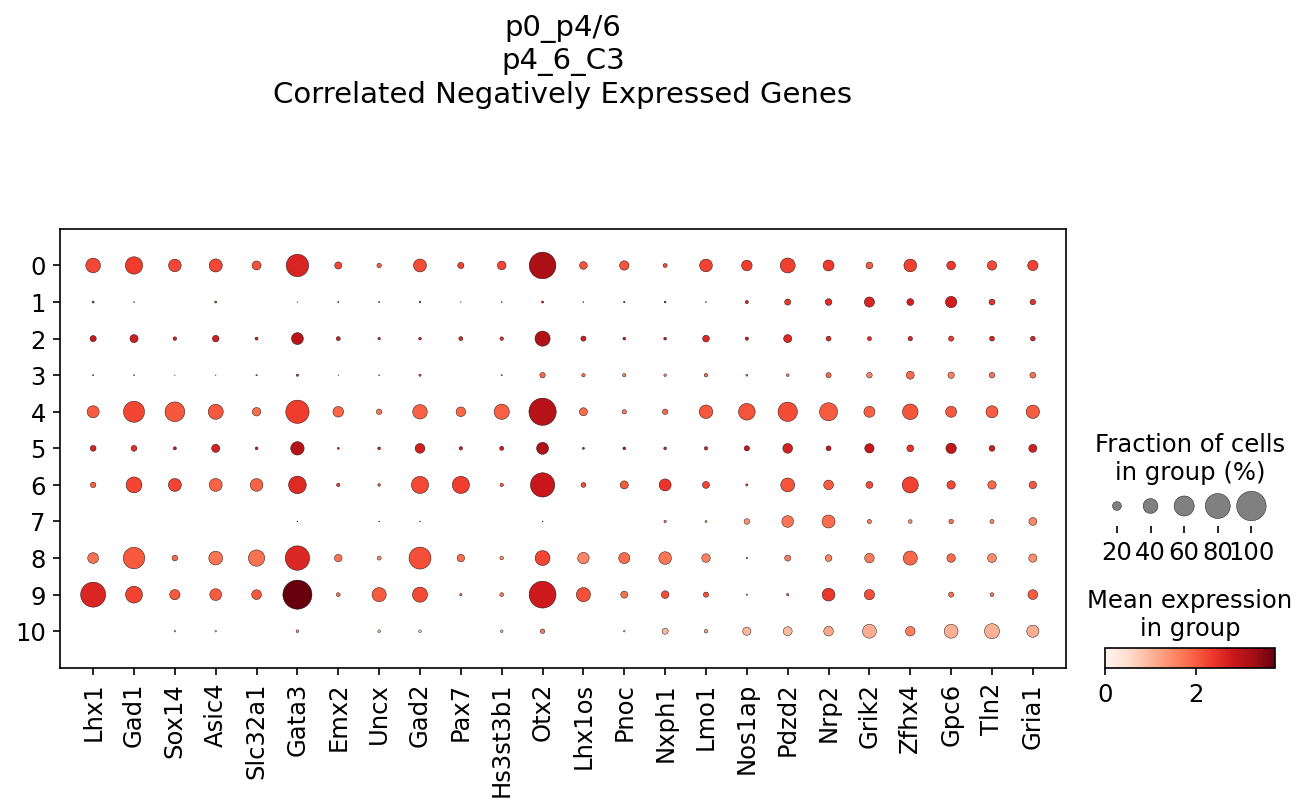 p0_p4/6
p4_6_C3
Correlated Negatively Expressed Genes
0
1
2
3
4
5
6
7
8
9
10
Lhx1
Gad1
Sox14
Asic4
Slc32a1
Gata3
Emx2
Uncx
Gad2
Pax7
Hs3st3b1
Otx2
Lhx1os
Pnoc
Nxph1
Lmo1
Nos1ap
Pdzd2
Nrp2
Grik2
Zfhx4
Gpc6
Tln2
Gria1
Fraction of cells
in group (%)
20 40 60 80 100
Mean expression
in group
0 2